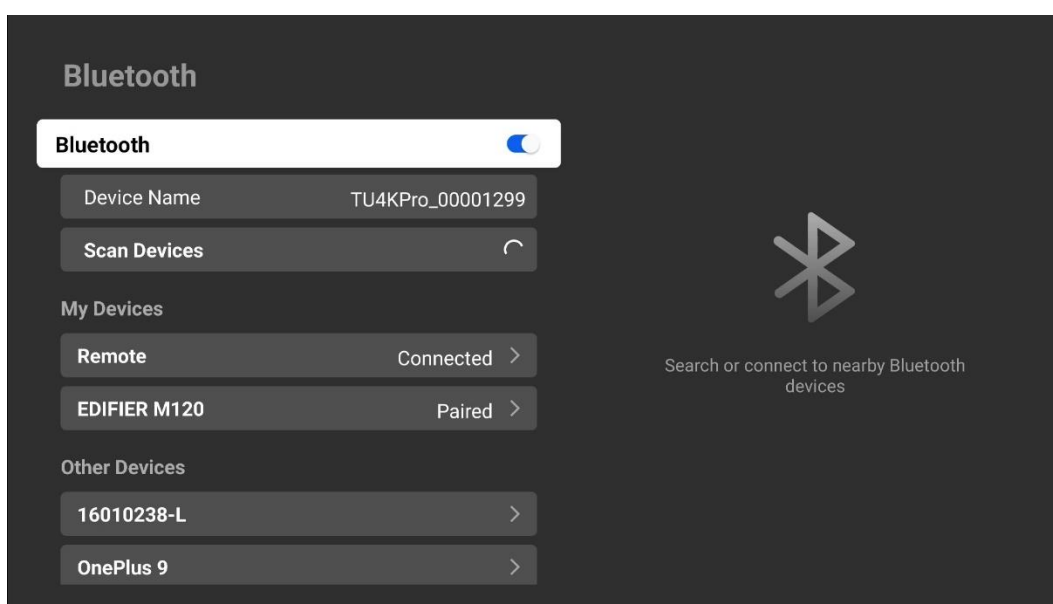 Bluetooth
Bluetooth
Device Name TU4KPro_00001299
Scan Devices
My Devices
Remote Connected
EDIFIER M120 Paired
Other Devices
16010238-L
OnePlus 9
Search or connect to nearby Bluetooth
devices